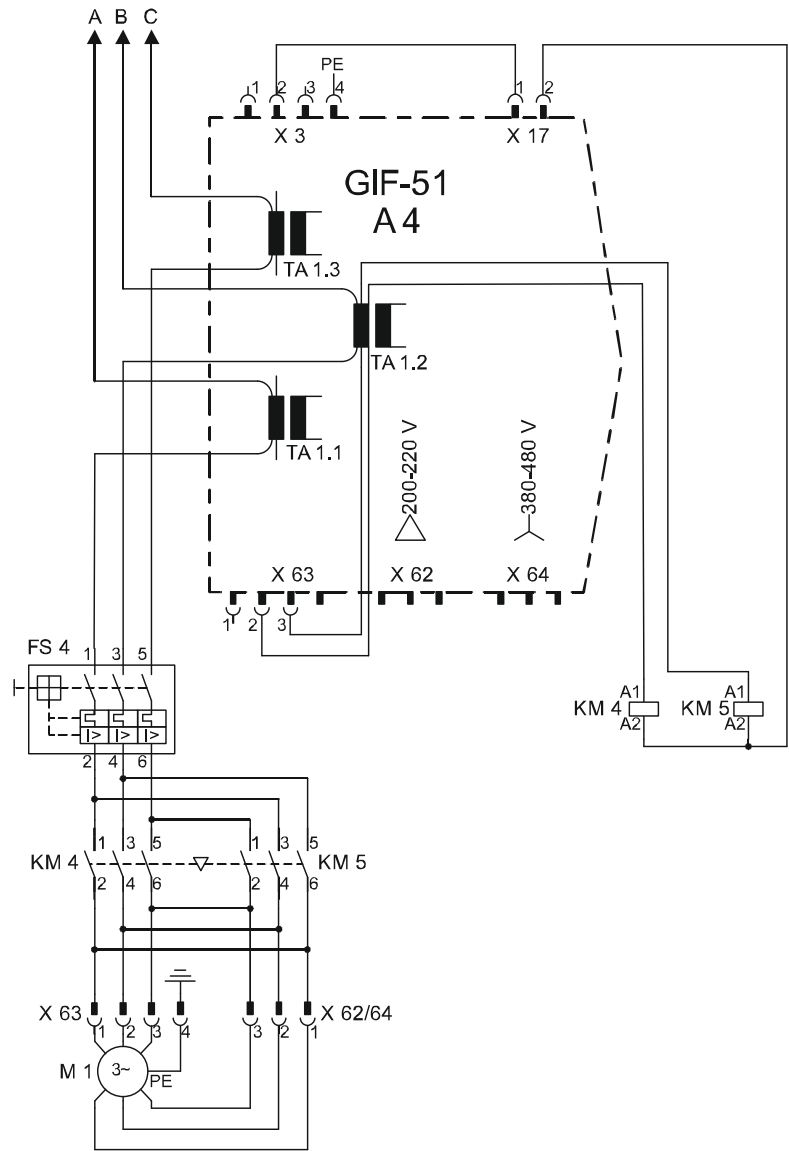 A B C
PE
1 2 3 4 1 2
X 3 X 17
GIF-51
A 4
TA 1.3
TA 1.2
TA 1.1
200-220 V 380-480 V
X 63 X 62 X 64
1 2 3
FS 4 1 3 5
A1 A1
KM 4 KM 5
A2 A2
I> I> I>
2 4 6
1 3 5 1 3 5
KM 4 KM 5
2 4 6 2 4 6
X 63 X 62/64
1 2 3 4 3 2 1
M 1 3~ PE